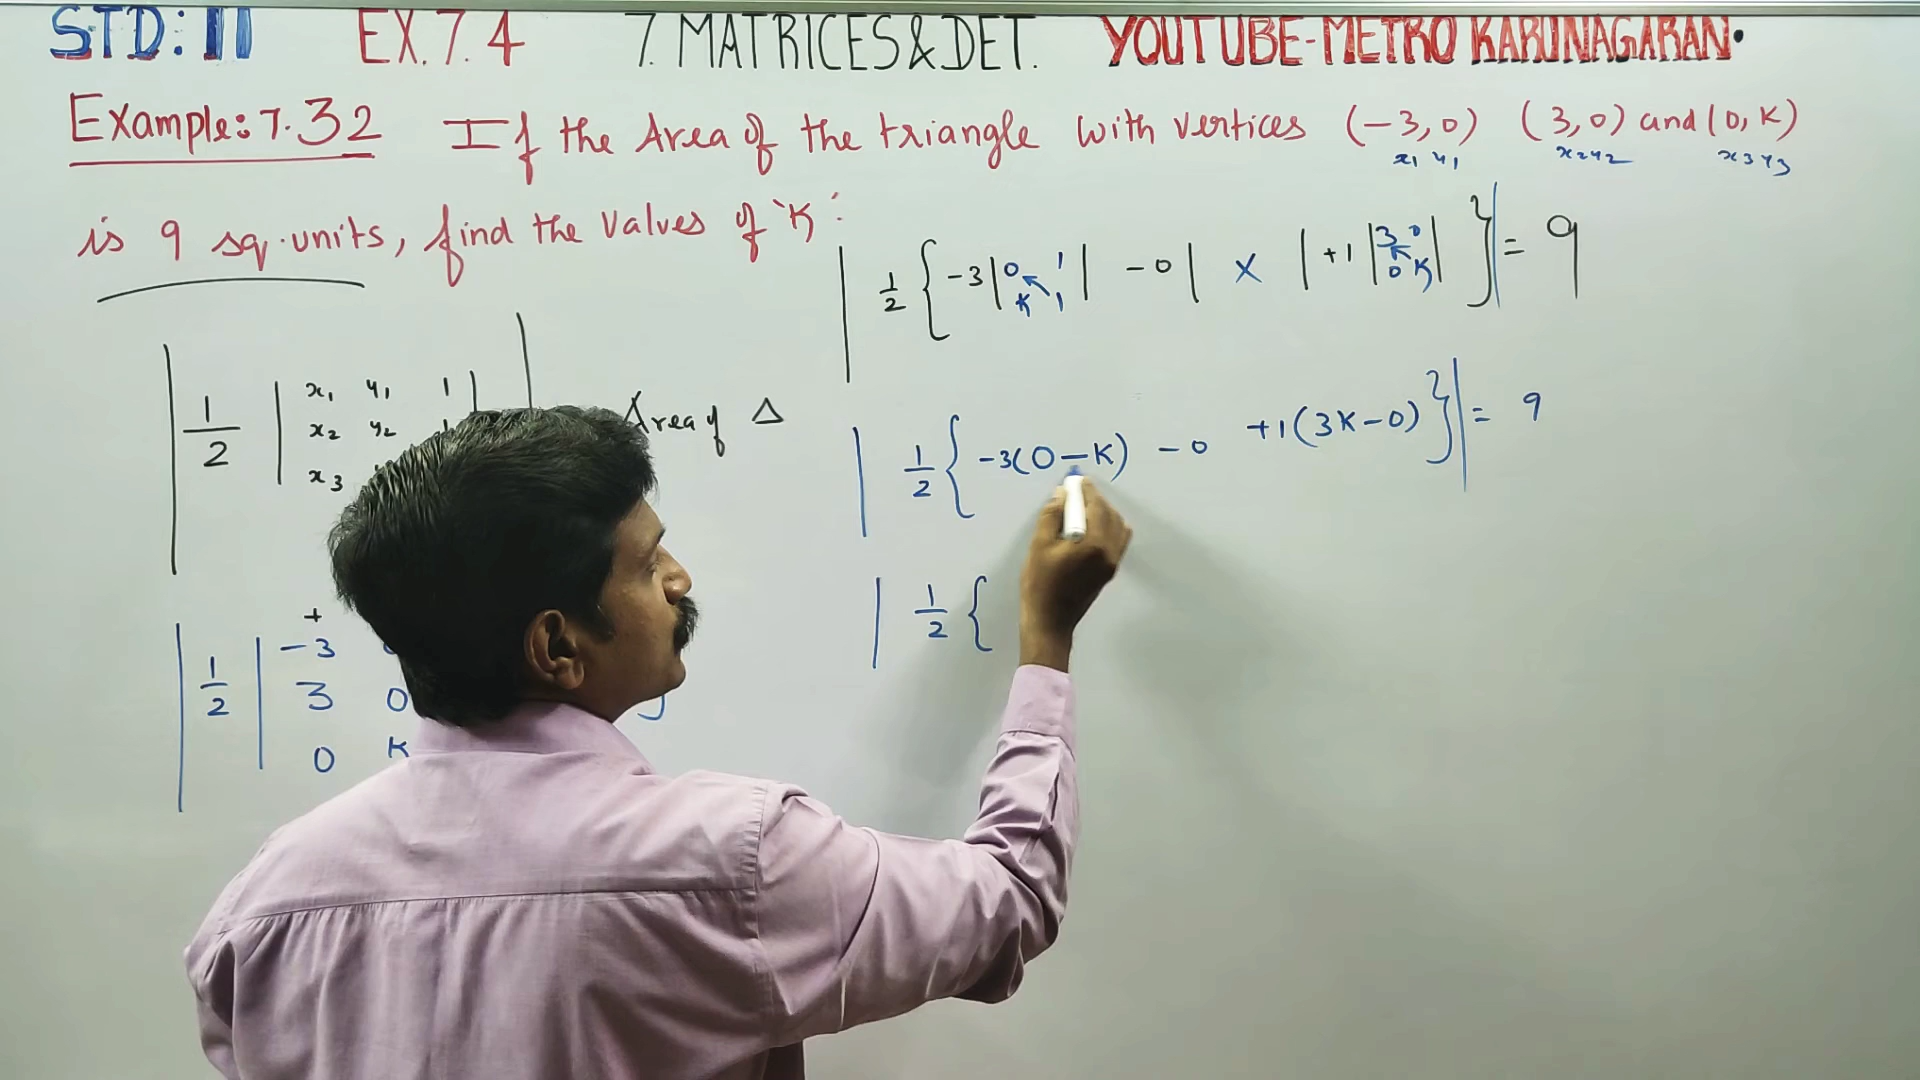 STD: 11 EX. 7.4 7. MATRICES & DET. YOUTUBE-METRO KARUNAGARAN.
Example: 7.32 If the Area of the triangle with vertices (-3, 0) (3, 0) and (0, K)
x1 y1 x2 y2 x3 y3
is 9 sq. units, find the values of 'K'.
| 1/2 | x1 y1 1 |
x2 y2
x3
Area of Δ
+
| 1/2 | -3
3 0
0 K
| 1/2 { -3 | 0 1 | - 0 | × | +1 | 3 0 | } | = 9
K 1 0 K
| 1/2 { -3(0-K) - 0 +1(3K-0) } | = 9
| 1/2 {